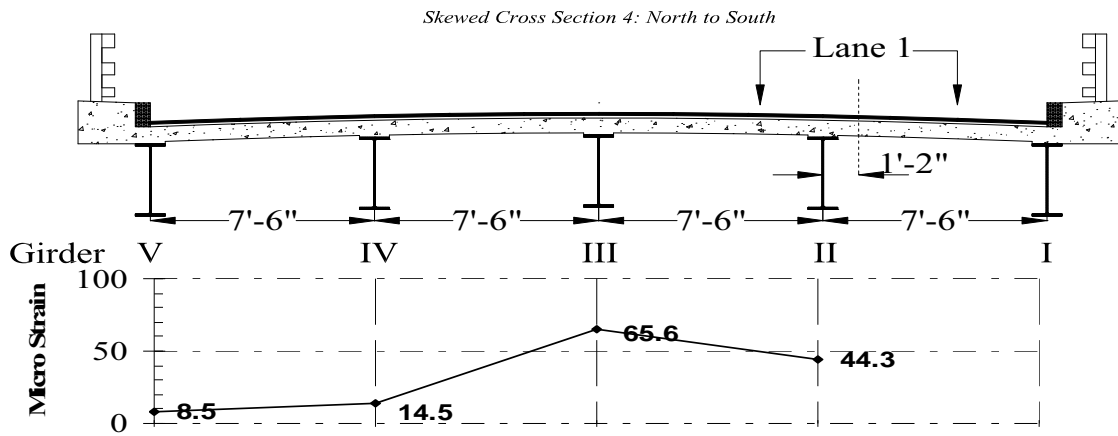 Skewed Cross Section 4: North to South
Lane 1
1'-2"
7'-6" 7'-6" 7'-6" 7'-6"
Girder V IV III II I
Micro Strain
100
50
0
8.5
14.5
65.6
44.3